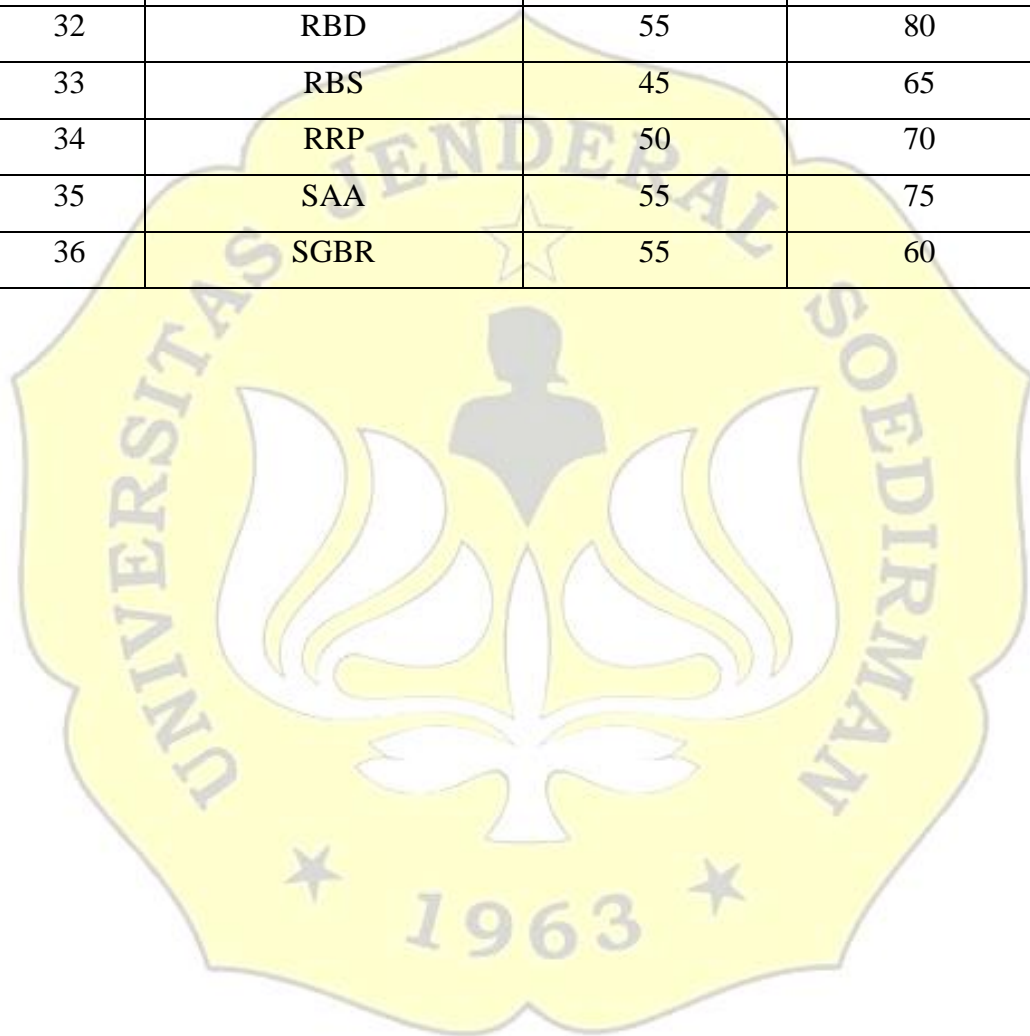 32 RBD 55 80
33 RBS 45 65
34 RRP 50 70
35 SAA 55 75
36 SGBR 55 60
UNIVERSITAS JENDERAL SOEDIRMAN
1963